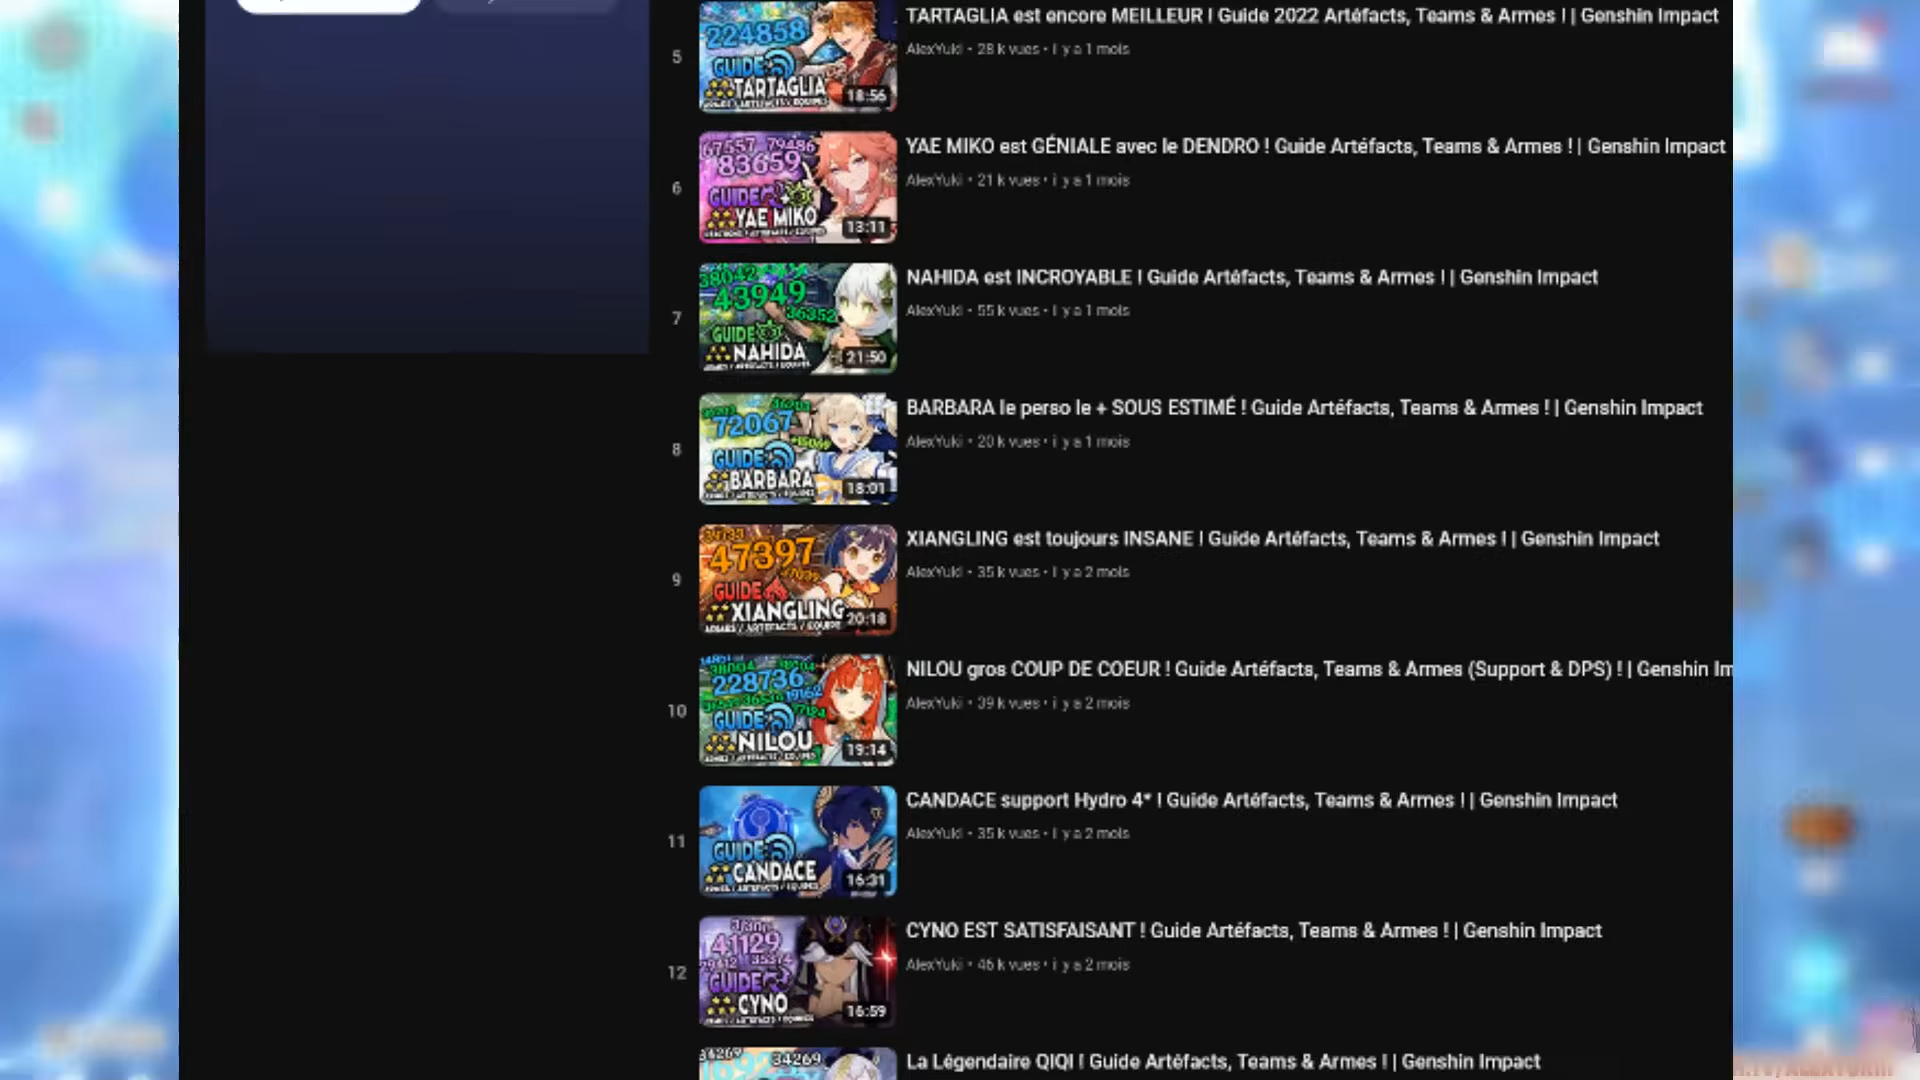 TARTAGLIA est encore MEILLEUR ! Guide 2022 Artéfacts, Teams & Armes ! | Genshin Impact
AlexYuki • 28 k vues • il y a 1 mois
5
224858
GUIDE
TARTAGLIA
18:56
YAE MIKO est GÉNIALE avec le DENDRO ! Guide Artéfacts, Teams & Armes ! | Genshin Impact
AlexYuki • 21 k vues • il y a 1 mois
6
67557 79486
83659
GUIDE
YAE MIKO
13:11
NAHIDA est INCROYABLE ! Guide Artéfacts, Teams & Armes ! | Genshin Impact
AlexYuki • 55 k vues • il y a 1 mois
7
38042
43949
36352
GUIDE
NAHIDA
21:50
BARBARA le perso le + SOUS ESTIMÉ ! Guide Artéfacts, Teams & Armes ! | Genshin Impact
AlexYuki • 20 k vues • il y a 1 mois
8
72067
GUIDE
BARBARA
18:01
XIANGLING est toujours INSANE ! Guide Artéfacts, Teams & Armes ! | Genshin Impact
AlexYuki • 35 k vues • il y a 2 mois
9
47397
GUIDE
XIANGLING
20:18
NILOU gros COUP DE COEUR ! Guide Artéfacts, Teams & Armes (Support & DPS) ! | Genshin Im
AlexYuki • 39 k vues • il y a 2 mois
10
228736
19162
GUIDE
NILOU
19:14
CANDACE support Hydro 4* ! Guide Artéfacts, Teams & Armes ! | Genshin Impact
AlexYuki • 35 k vues • il y a 2 mois
11
GUIDE
CANDACE
16:31
CYNO EST SATISFAISANT ! Guide Artéfacts, Teams & Armes ! | Genshin Impact
AlexYuki • 46 k vues • il y a 2 mois
12
41129
GUIDE
CYNO
16:59
La Légendaire QIQI ! Guide Artéfacts, Teams & Armes ! | Genshin Impact
34269 34269